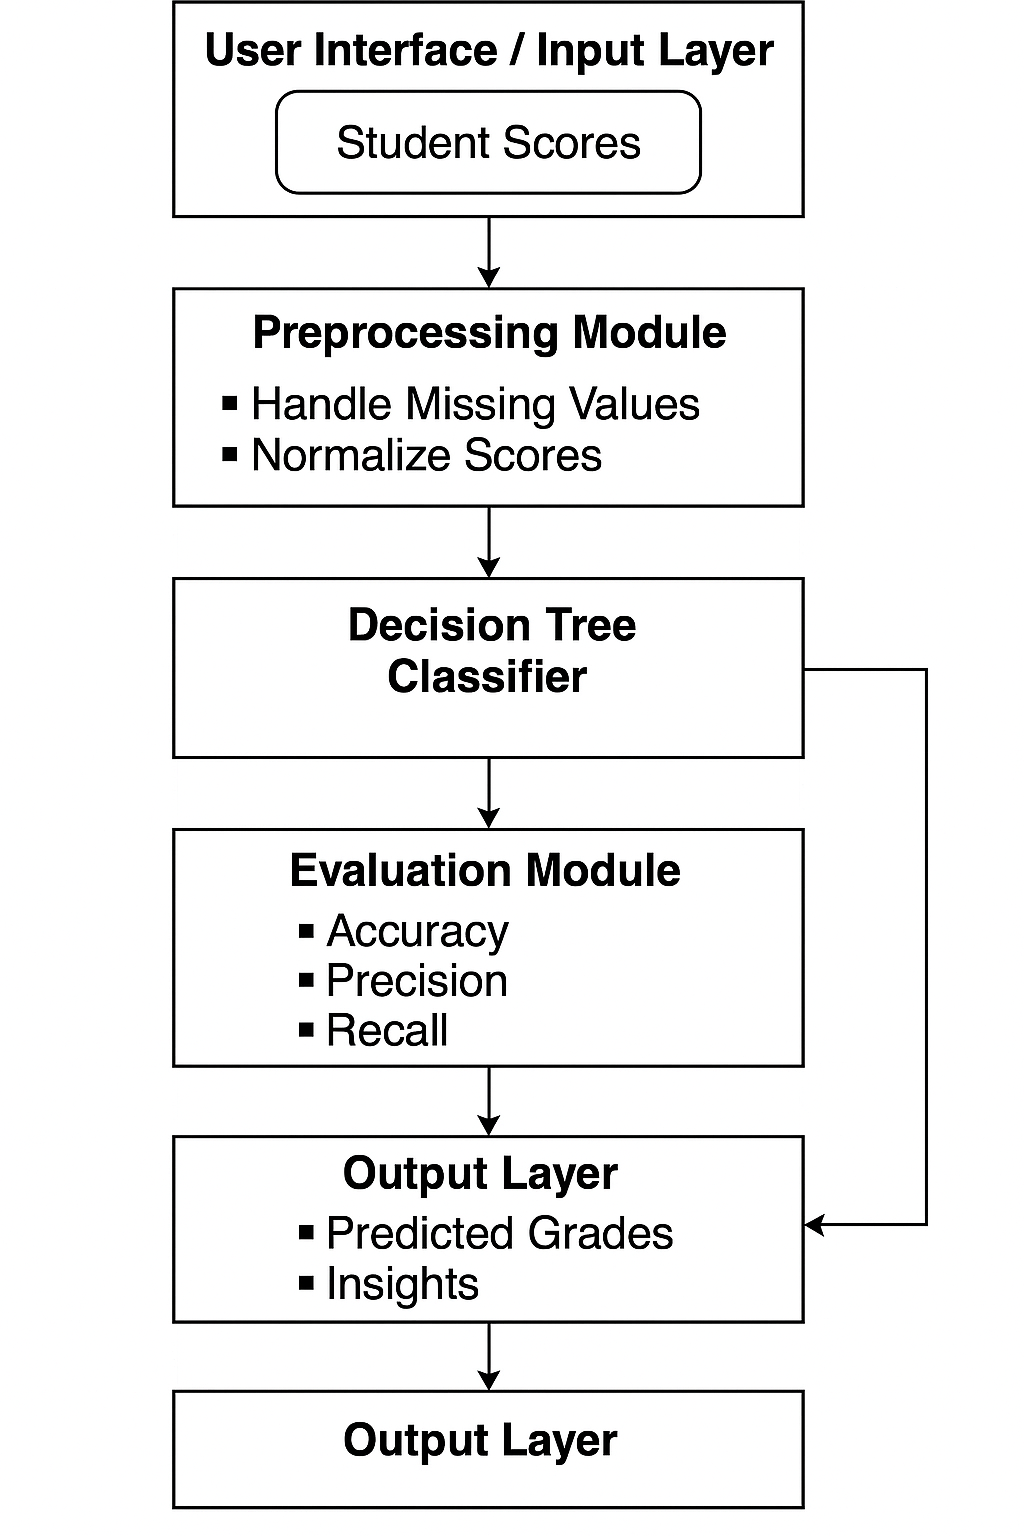 User Interface / Input Layer
Student Scores
Preprocessing Module
▪ Handle Missing Values
▪ Normalize Scores
Decision Tree
Classifier
Evaluation Module
▪ Accuracy
▪ Precision
▪ Recall
Output Layer
▪ Predicted Grades
▪ Insights
Output Layer